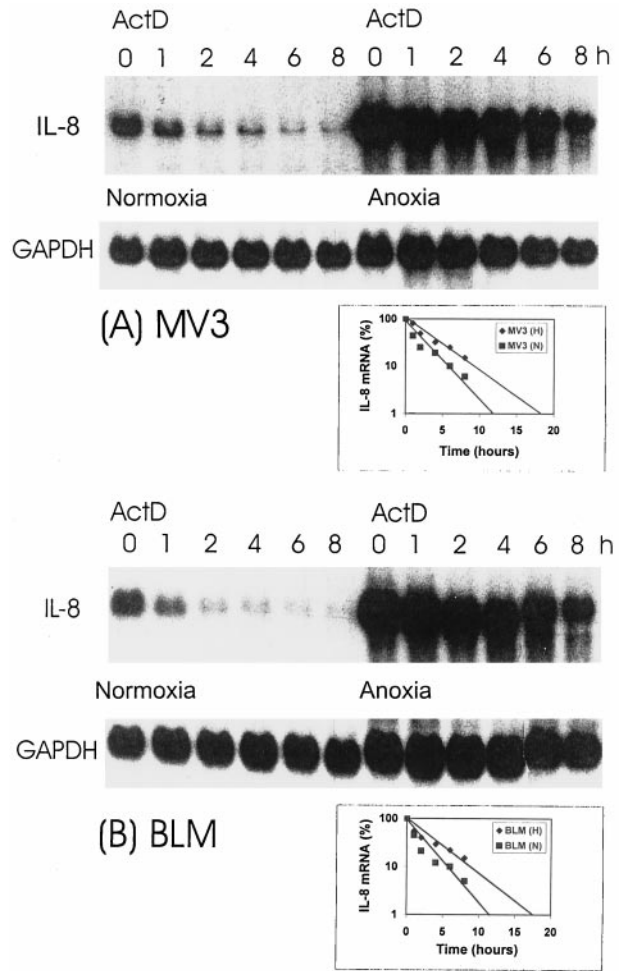 ActD ActD
0 1 2 4 6 8 0 1 2 4 6 8 h
IL-8
Normoxia Anoxia
GAPDH
(A) MV3
IL-8 mRNA (%)
100
10
1
0 5 10 15 20
Time (hours)
MV3 (H)
MV3 (N)
ActD ActD
0 1 2 4 6 8 0 1 2 4 6 8 h
IL-8
Normoxia Anoxia
GAPDH
(B) BLM
IL-8 mRNA (%)
100
10
1
0 5 10 15 20
Time (hours)
BLM (H)
BLM (N)